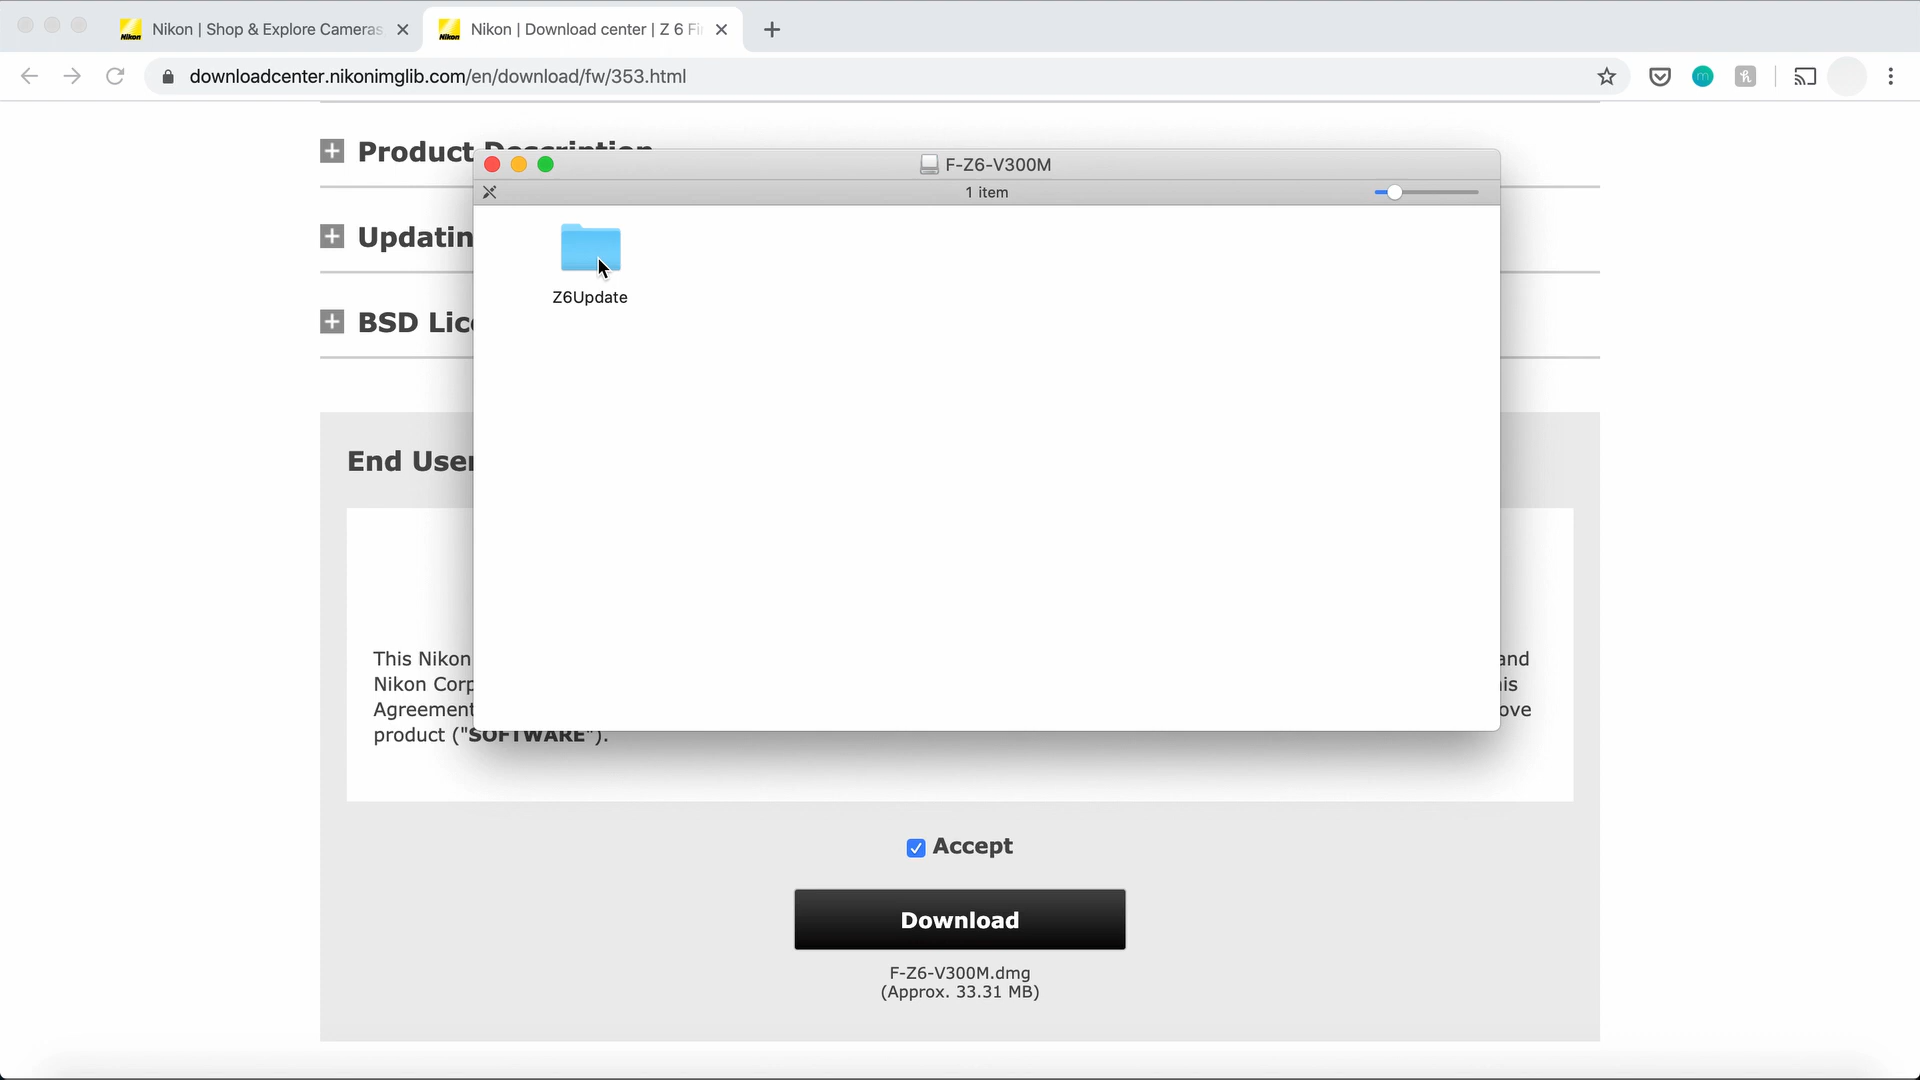 Nikon | Shop & Explore Cameras
Nikon | Download center | Z 6 Fi
downloadcenter.nikonimglib.com/en/download/fw/353.html
Product Description
F-Z6-V300M
1 item
Updatin
Z6Update
BSD Lice
End User
This Nikon and
Nikon Corp is
Agreement ove
product ("SOFTWARE").
Accept
Download
F-Z6-V300M.dmg
(Approx. 33.31 MB)